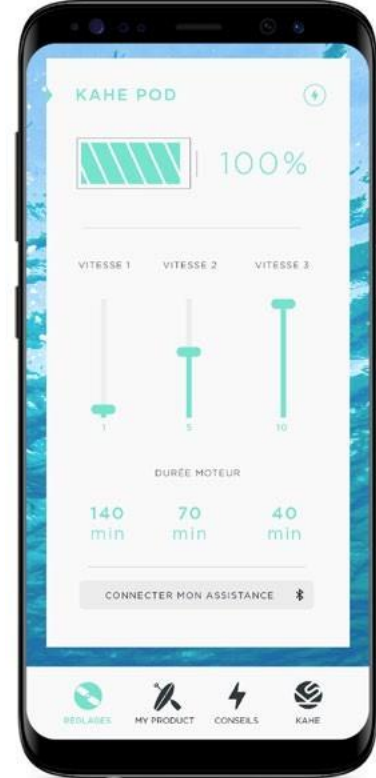 KAHE POD
100%
VITESSE 1 VITESSE 2 VITESSE 3
1 5 10
DURÉE MOTEUR
140 70 40
min min min
CONNECTER MON ASSISTANCE
RÉGLAGES MY PRODUCT CONSEILS KAHE